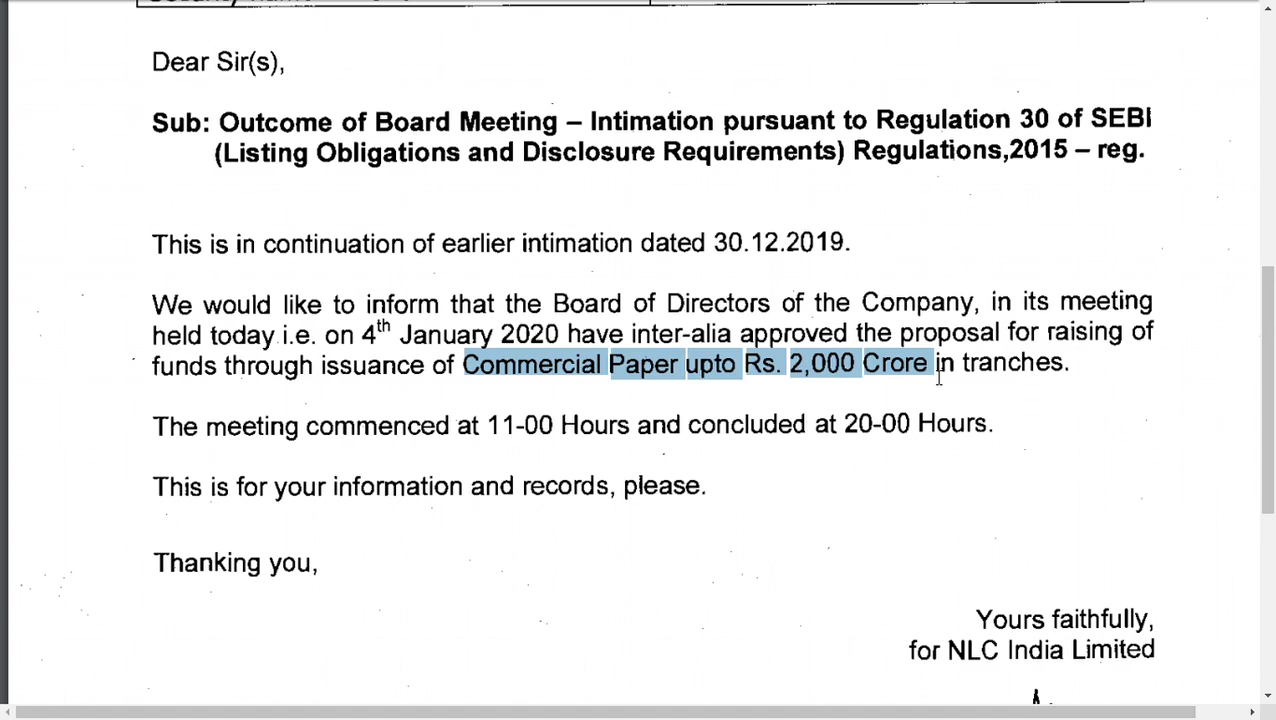 Dear Sir(s),
Sub: Outcome of Board Meeting – Intimation pursuant to Regulation 30 of SEBI
(Listing Obligations and Disclosure Requirements) Regulations,2015 – reg.
This is in continuation of earlier intimation dated 30.12.2019.
We would like to inform that the Board of Directors of the Company, in its meeting
held today i.e. on 4th January 2020 have inter-alia approved the proposal for raising of
funds through issuance of Commercial Paper upto Rs. 2,000 Crore in tranches.
The meeting commenced at 11-00 Hours and concluded at 20-00 Hours.
This is for your information and records, please.
Thanking you,
Yours faithfully,
for NLC India Limited